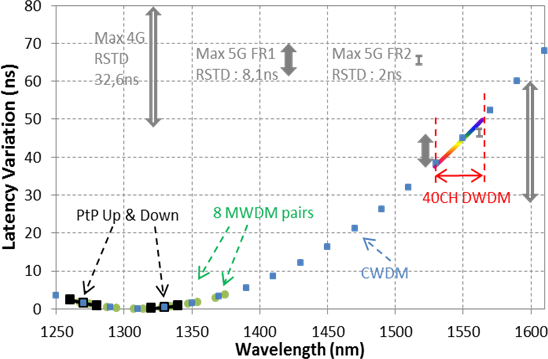 Latency Variation (ns)
80
70
60
50
40
30
20
10
0
Max 4G
RSTD
32,6ns
Max 5G FR1
RSTD : 8,1ns
Max 5G FR2
RSTD : 2ns
40CH DWDM
PtP Up & Down
8 MWDM pairs
CWDM
1250 1300 1350 1400 1450 1500 1550 1600
Wavelength (nm)